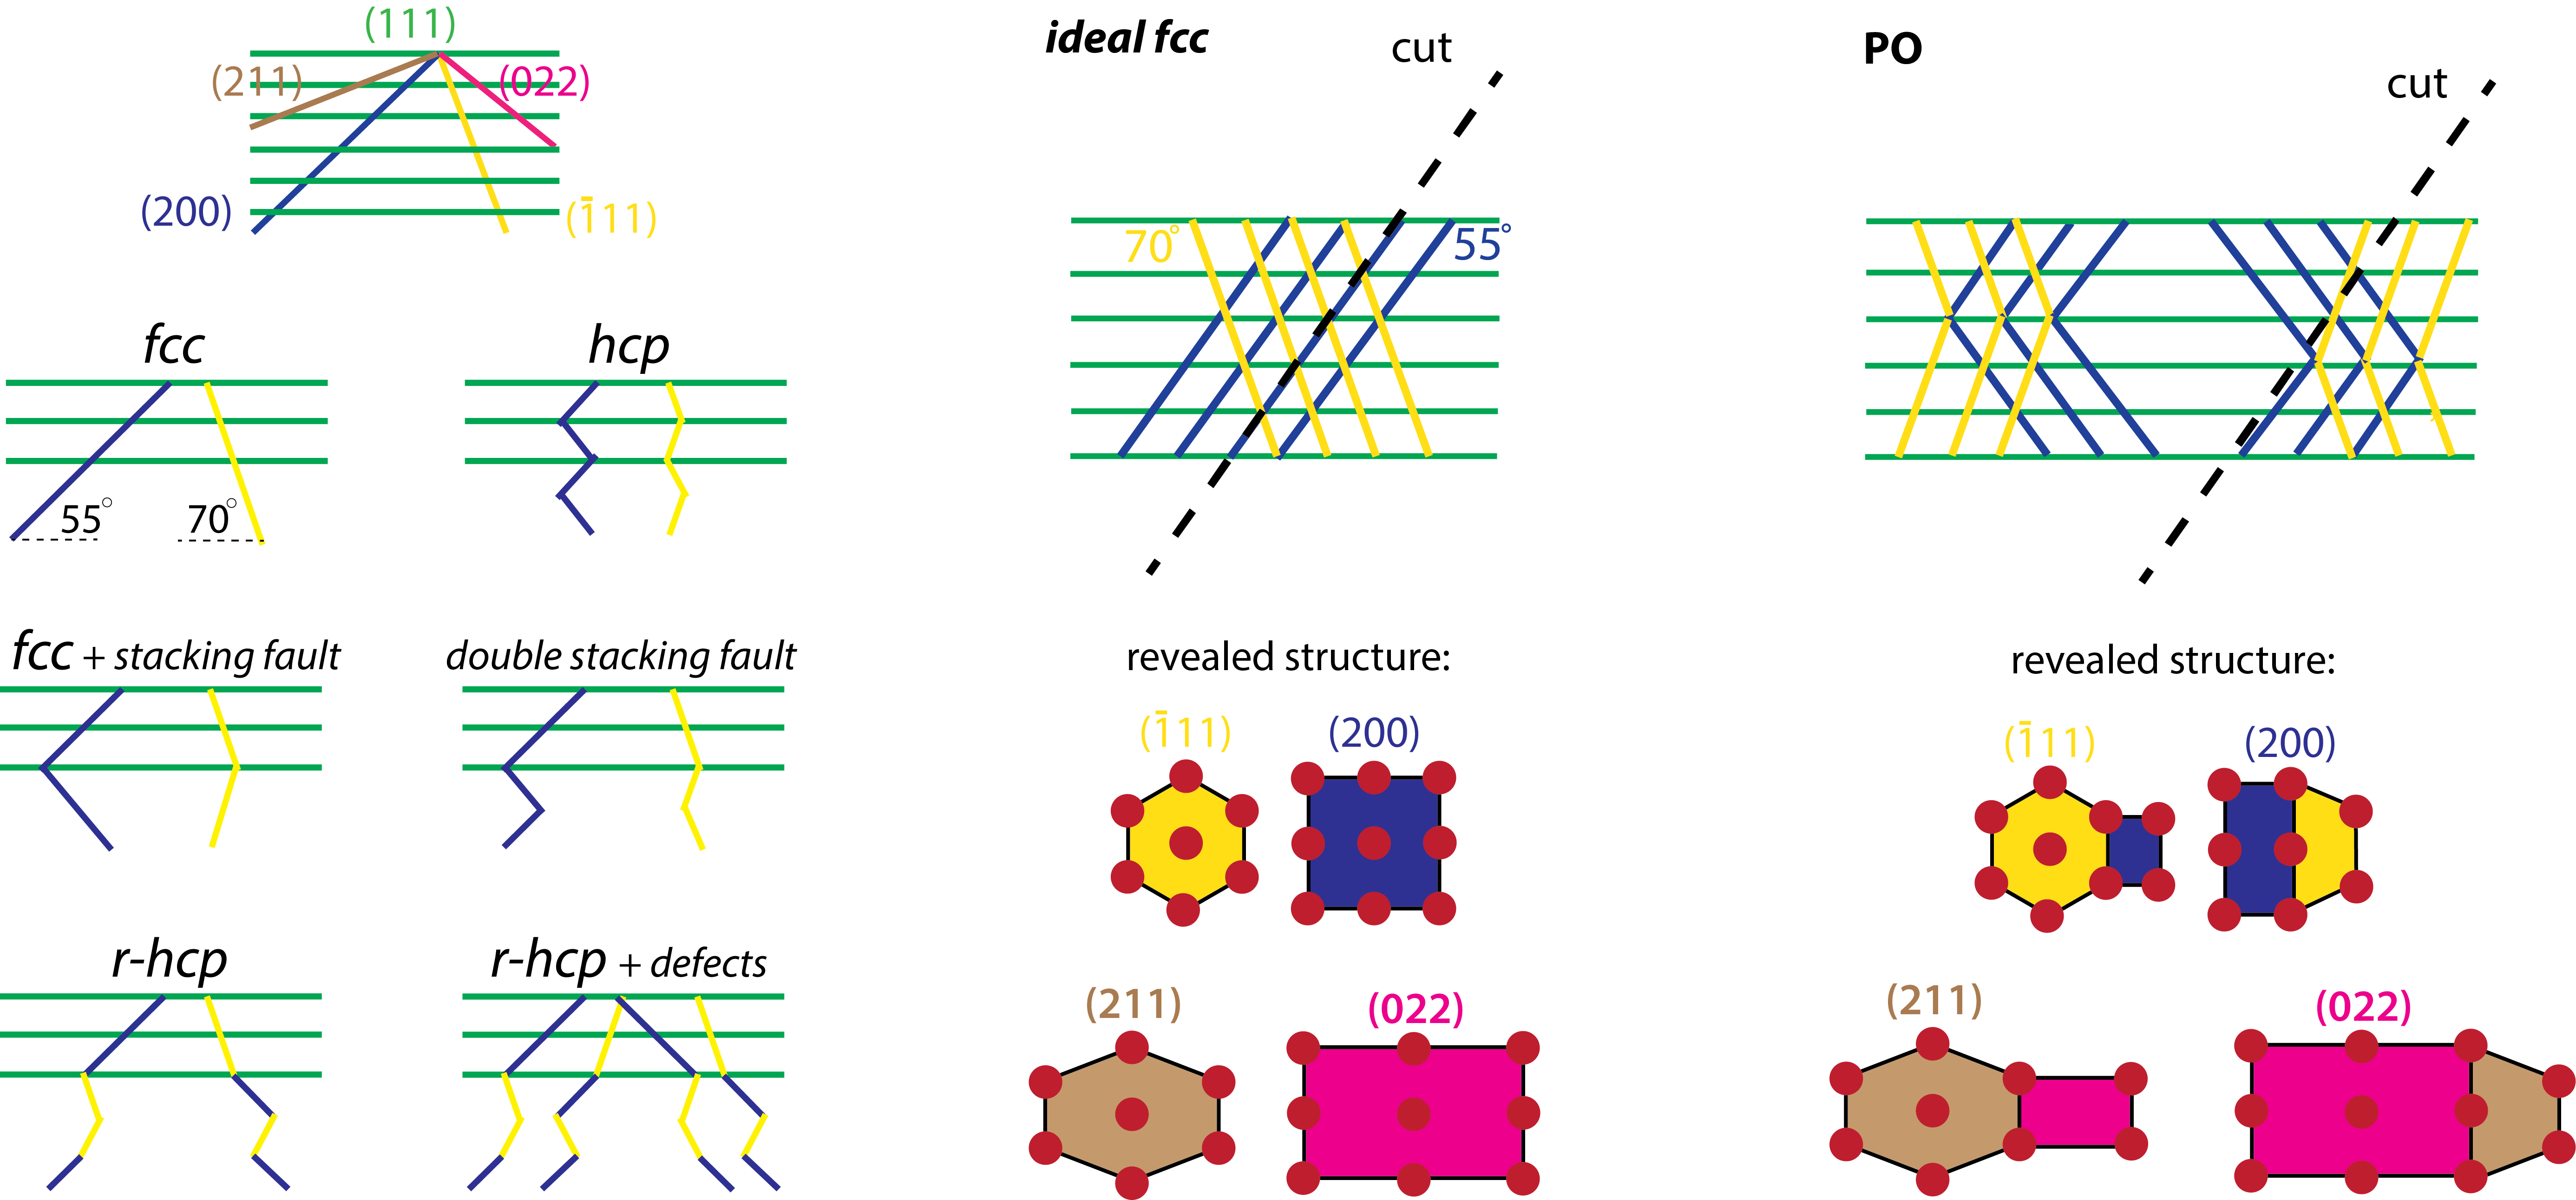 (111)
(211)
(022)
(200)
(1̄11)
fcc
hcp
55°
70°
fcc + stacking fault
double stacking fault
r-hcp
r-hcp + defects
ideal fcc
cut
70°
55°
revealed structure:
(1̄11)
(200)
(211)
(022)
PO
cut
revealed structure:
(1̄11)
(200)
(211)
(022)